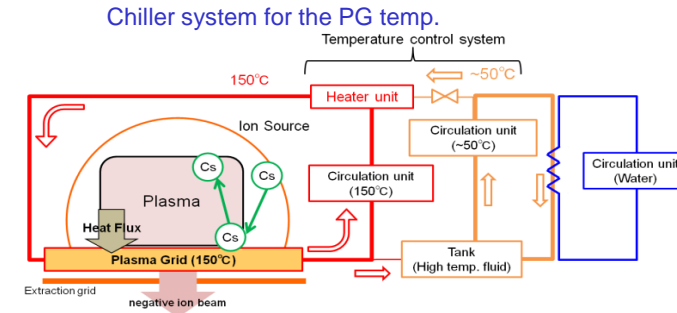 Chiller system for the PG temp.
Temperature control system
150℃
~50℃
Heater unit
Ion Source
Circulation unit
(~50℃)
Cs
Cs
Circulation unit
(150℃)
Circulation unit
(Water)
Plasma
Heat Flux
Cs
Plasma Grid (150℃)
Tank
(High temp. fluid)
Extraction grid
negative ion beam